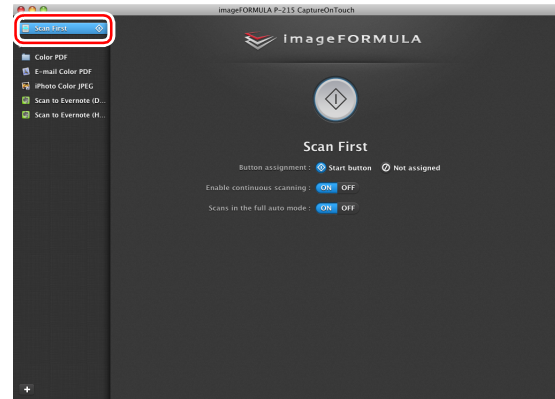 imageFORMULA P-215 CaptureOnTouch
Scan First
Color PDF
E-mail Color PDF
iPhoto Color JPEG
Scan to Evernote (D...
Scan to Evernote (H...
imageFORMULA
Scan First
Button assignment : Start button Not assigned
Enable continuous scanning : ON OFF
Scans in the full auto mode : ON OFF